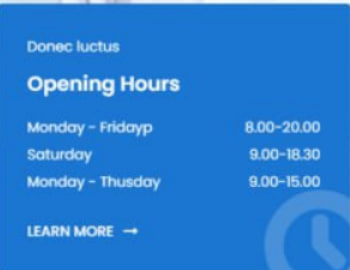 Donec luctus
Opening Hours
Monday - Fridayp 8.00-20.00
Saturday 9.00-18.30
Monday - Thusday 9.00-15.00
LEARN MORE →